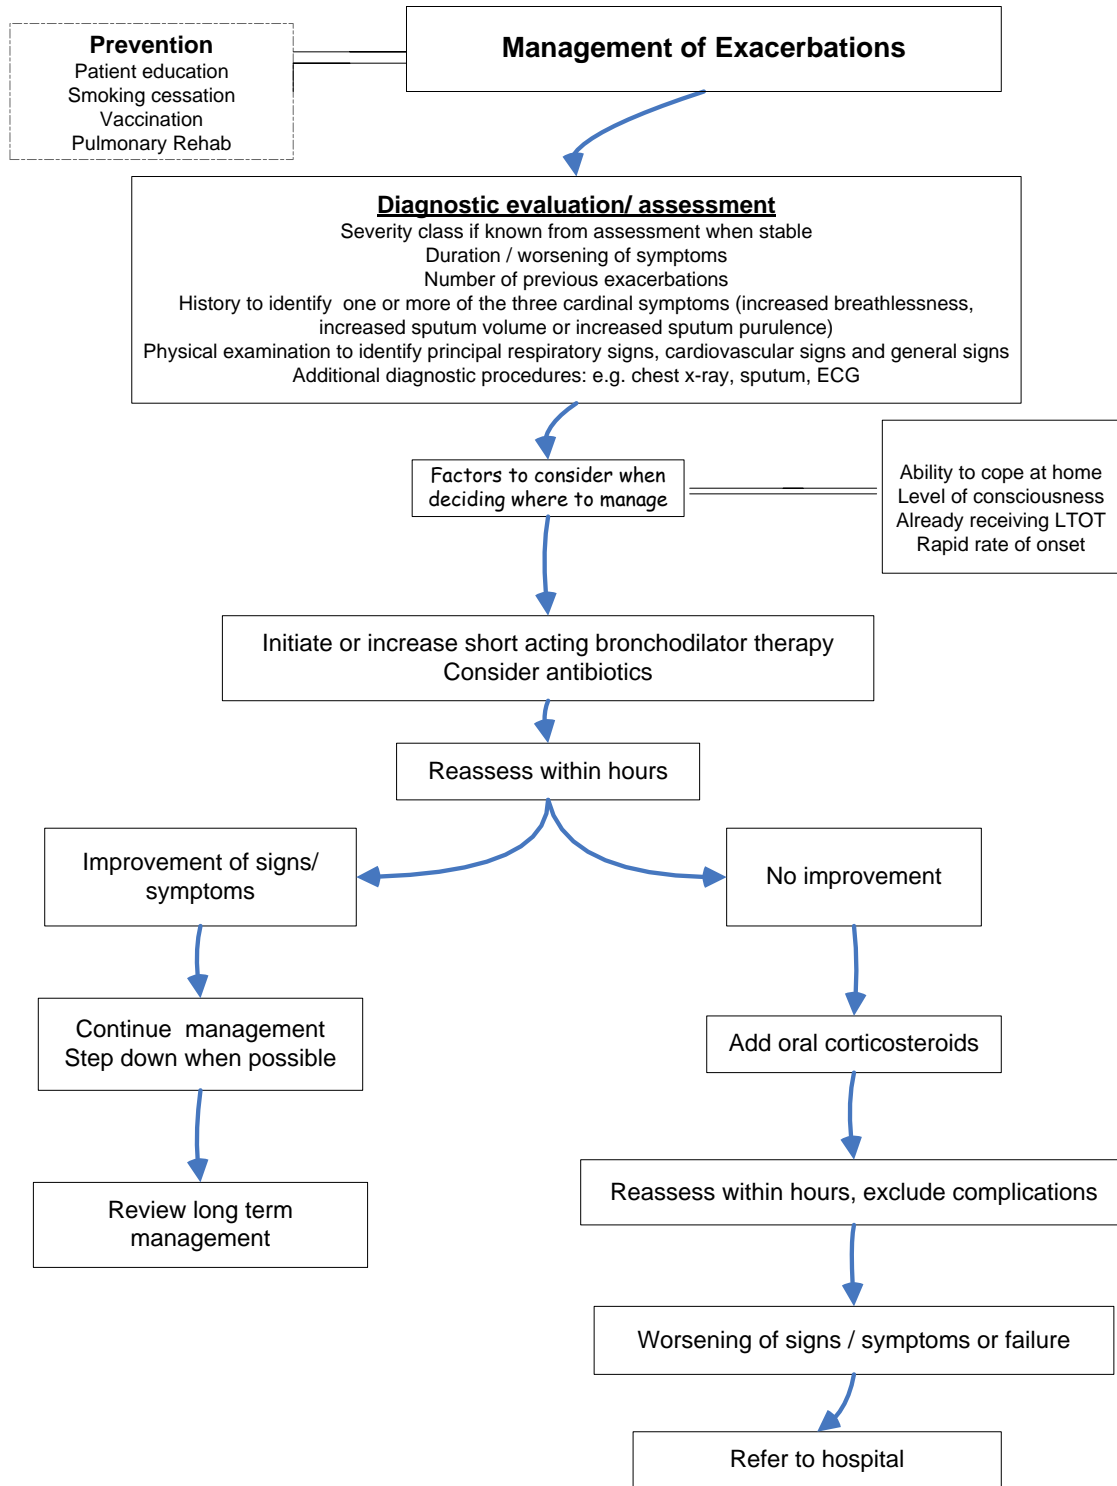 Prevention
Patient education
Smoking cessation
Vaccination
Pulmonary Rehab
Management of Exacerbations
Diagnostic evaluation/ assessment
Severity class if known from assessment when stable
Duration / worsening of symptoms
Number of previous exacerbations
History to identify one or more of the three cardinal symptoms (increased breathlessness,
increased sputum volume or increased sputum purulence)
Physical examination to identify principal respiratory signs, cardiovascular signs and general signs
Additional diagnostic procedures: e.g. chest x-ray, sputum, ECG
Factors to consider when
deciding where to manage
Ability to cope at home
Level of consciousness
Already receiving LTOT
Rapid rate of onset
Initiate or increase short acting bronchodilator therapy
Consider antibiotics
Reassess within hours
Improvement of signs/
symptoms
No improvement
Continue management
Step down when possible
Add oral corticosteroids
Review long term
management
Reassess within hours, exclude complications
Worsening of signs / symptoms or failure
Refer to hospital